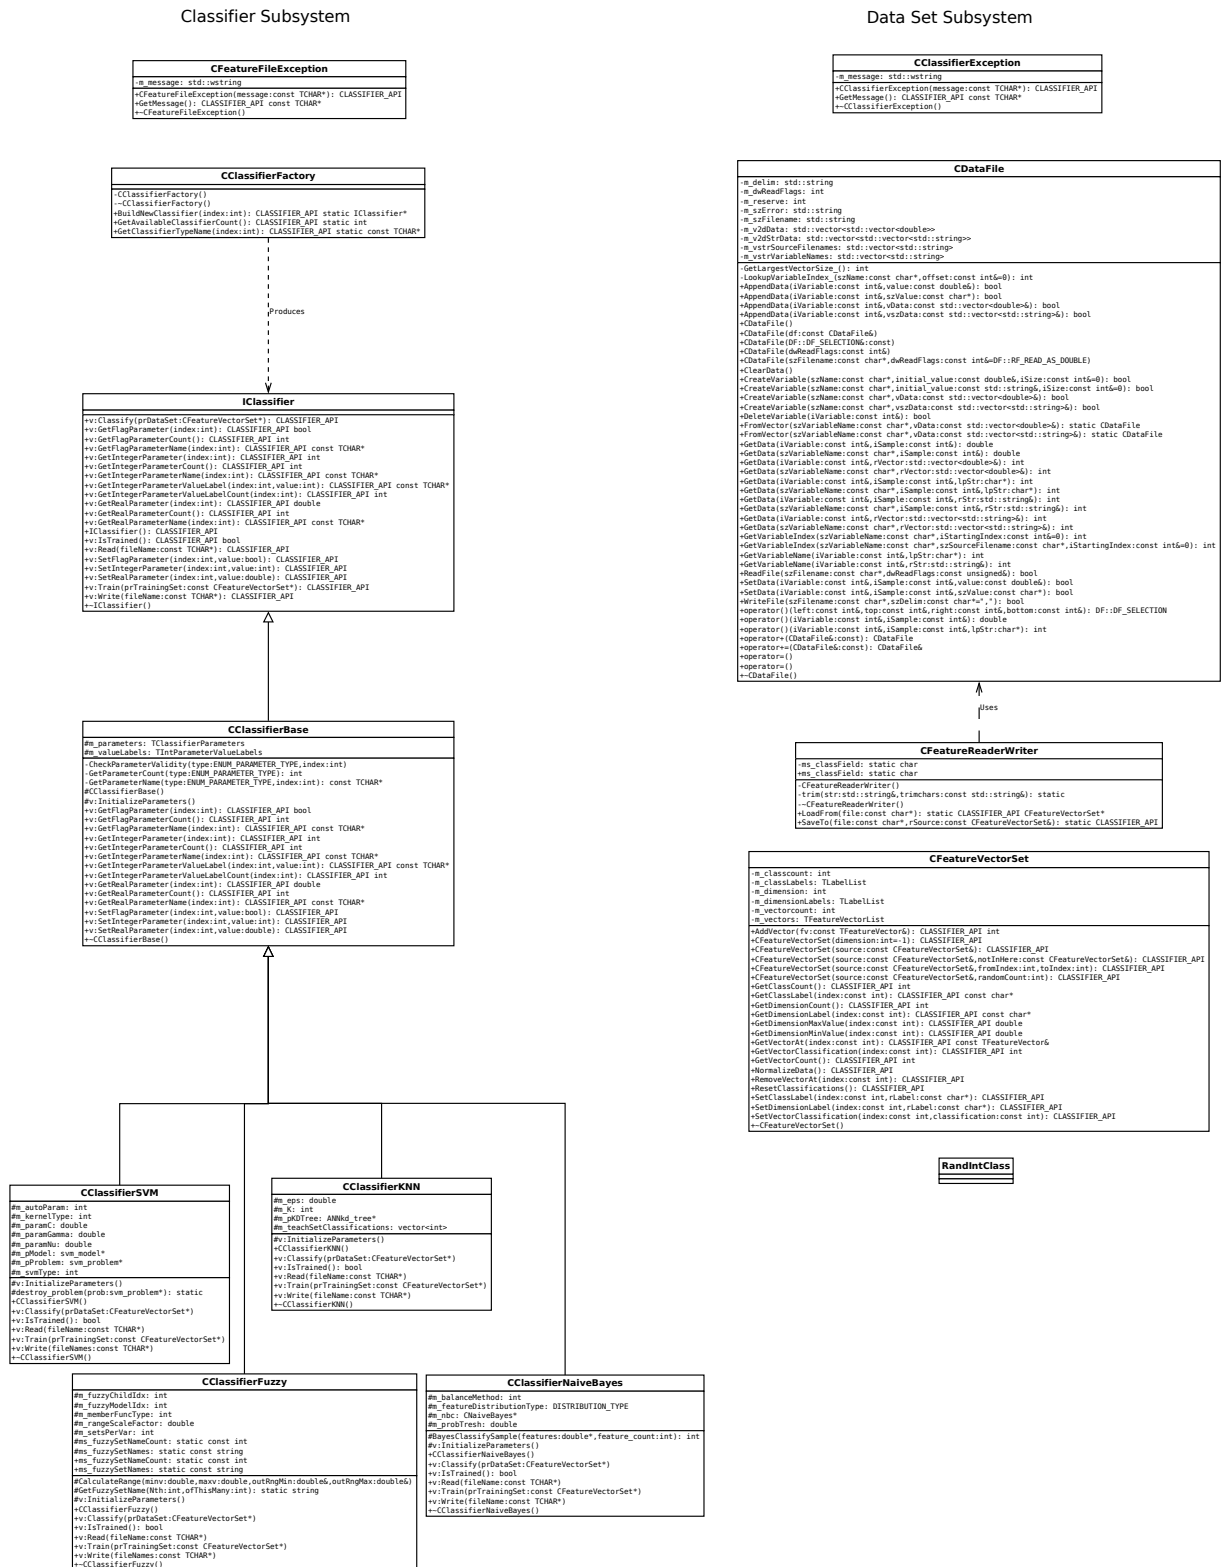 Classifier Subsystem
CFeatureFileException
-m_message: std::wstring
+CFeatureFileException(message:const TCHAR*): CLASSIFIER_API
+GetMessage(): CLASSIFIER_API const TCHAR*
+~CFeatureFileException()
CClassifierFactory
-CClassifierFactory()
-~CClassifierFactory()
+BuildNewClassifier(index:int): CLASSIFIER_API static IClassifier*
+GetAvailableClassifierCount(): CLASSIFIER_API static int
+GetClassifierTypeName(index:int): CLASSIFIER_API static const TCHAR*
Produces
IClassifier
+v:Classify(prDataSet:CFeatureVectorSet*): CLASSIFIER_API
+v:GetFlagParameter(index:int): CLASSIFIER_API bool
+v:GetFlagParameterCount(): CLASSIFIER_API int
+v:GetFlagParameterName(index:int): CLASSIFIER_API const TCHAR*
+v:GetIntegerParameter(index:int): CLASSIFIER_API int
+v:GetIntegerParameterCount(): CLASSIFIER_API int
+v:GetIntegerParameterName(index:int): CLASSIFIER_API const TCHAR*
+v:GetIntegerParameterValueLabel(index:int,value:int): CLASSIFIER_API const TCHAR*
+v:GetIntegerParameterValueLabelCount(index:int): CLASSIFIER_API int
+v:GetRealParameter(index:int): CLASSIFIER_API double
+v:GetRealParameterCount(): CLASSIFIER_API int
+v:GetRealParameterName(index:int): CLASSIFIER_API const TCHAR*
+IClassifier(): CLASSIFIER_API
+v:IsTrained(): CLASSIFIER_API bool
+v:Read(fileName:const TCHAR*): CLASSIFIER_API
+v:SetFlagParameter(index:int,value:bool): CLASSIFIER_API
+v:SetIntegerParameter(index:int,value:int): CLASSIFIER_API
+v:SetRealParameter(index:int,value:double): CLASSIFIER_API
+v:Train(prTrainingSet:const CFeatureVectorSet*): CLASSIFIER_API
+v:Write(fileName:const TCHAR*): CLASSIFIER_API
+~IClassifier()
CClassifierBase
#m_parameters: TClassifierParameters
#m_valueLabels: TIntParameterValueLabels
-CheckParameterValidity(type:ENUM_PARAMETER_TYPE,index:int)
-GetParameterCount(type:ENUM_PARAMETER_TYPE): int
-GetParameterName(type:ENUM_PARAMETER_TYPE,index:int): const TCHAR*
#CClassifierBase()
#v:InitializeParameters()
+v:GetFlagParameter(index:int): CLASSIFIER_API bool
+v:GetFlagParameterCount(): CLASSIFIER_API int
+v:GetFlagParameterName(index:int): CLASSIFIER_API const TCHAR*
+v:GetIntegerParameter(index:int): CLASSIFIER_API int
+v:GetIntegerParameterCount(): CLASSIFIER_API int
+v:GetIntegerParameterName(index:int): CLASSIFIER_API const TCHAR*
+v:GetIntegerParameterValueLabel(index:int,value:int): CLASSIFIER_API const TCHAR*
+v:GetIntegerParameterValueLabelCount(index:int): CLASSIFIER_API int
+v:GetRealParameter(index:int): CLASSIFIER_API double
+v:GetRealParameterCount(): CLASSIFIER_API int
+v:GetRealParameterName(index:int): CLASSIFIER_API const TCHAR*
+v:SetFlagParameter(index:int,value:bool): CLASSIFIER_API
+v:SetIntegerParameter(index:int,value:int): CLASSIFIER_API
+v:SetRealParameter(index:int,value:double): CLASSIFIER_API
+~CClassifierBase()
CClassifierSVM
#m_autoParam: int
#m_kernelType: int
#m_paramC: double
#m_paramGamma: double
#m_paramNu: double
#m_pModel: svm_model*
#m_pProblem: svm_problem*
#m_svmType: int
#v:InitializeParameters()
#destroy_problem(prob:svm_problem*): static
+CClassifierSVM()
+v:Classify(prDataSet:CFeatureVectorSet*)
+v:IsTrained(): bool
+v:Read(fileName:const TCHAR*)
+v:Train(prTrainingSet:const CFeatureVectorSet*)
+v:Write(fileNames:const TCHAR*)
+~CClassifierSVM()
CClassifierKNN
#m_eps: double
#m_K: int
#m_pKDTree: ANNkd_tree*
#m_teachSetClassifications: vector<int>
#v:InitializeParameters()
+CClassifierKNN()
+v:Classify(prDataSet:CFeatureVectorSet*)
+v:IsTrained(): bool
+v:Read(fileName:const TCHAR*)
+v:Train(prTrainingSet:const CFeatureVectorSet*)
+v:Write(fileName:const TCHAR*)
+~CClassifierKNN()
CClassifierFuzzy
#m_fuzzyChildIdx: int
#m_fuzzyModelIdx: int
#m_memberFuncType: int
#m_rangeScaleFactor: double
#m_setsPerVar: int
#ms_fuzzySetNameCount: static const int
#ms_fuzzySetNames: static const string
+ms_fuzzySetNameCount: static const int
+ms_fuzzySetNames: static const string
#CalculateRange(minv:double,maxv:double,outRngMin:double&,outRngMax:double&)
#GetFuzzySetName(Nth:int,ofThisMany:int): static string
#v:InitializeParameters()
+CClassifierFuzzy()
+v:Classify(prDataSet:CFeatureVectorSet*)
+v:IsTrained(): bool
+v:Read(fileName:const TCHAR*)
+v:Train(prTrainingSet:const CFeatureVectorSet*)
+v:Write(fileNames:const TCHAR*)
+~CClassifierFuzzy()
CClassifierNaiveBayes
#m_balanceMethod: int
#m_featureDistributionType: DISTRIBUTION_TYPE
#m_nbc: CNaiveBayes*
#m_probTresh: double
#BayesClassifySample(features:double*,feature_count:int): int
#v:InitializeParameters()
+CClassifierNaiveBayes()
+v:Classify(prDataSet:CFeatureVectorSet*)
+v:IsTrained(): bool
+v:Read(fileName:const TCHAR*)
+v:Train(prTrainingSet:const CFeatureVectorSet*)
+v:Write(fileName:const TCHAR*)
+~CClassifierNaiveBayes()
Data Set Subsystem
CClassifierException
-m_message: std::wstring
+CClassifierException(message:const TCHAR*): CLASSIFIER_API
+GetMessage(): CLASSIFIER_API const TCHAR*
+~CClassifierException()
CDataFile
-m_delim: std::string
-m_dwReadFlags: int
-m_reserve: int
-m_szError: std::string
-m_szFilename: std::string
-m_v2dData: std::vector<std::vector<double>>
-m_v2dStrData: std::vector<std::vector<std::string>>
-m_vstrSourceFilenames: std::vector<std::string>
-m_vstrVariableNames: std::vector<std::string>
-GetLargestVectorSize_(): int
-LookupVariableIndex_(szName:const char*,offset:const int&=0): int
+AppendData(iVariable:const int&,value:const double&): bool
+AppendData(iVariable:const int&,szValue:const char*): bool
+AppendData(iVariable:const int&,vData:const std::vector<double>&): bool
+AppendData(iVariable:const int&,vszData:const std::vector<std::string>&): bool
+CDataFile()
+CDataFile(df:const CDataFile&)
+CDataFile(DF::DF_SELECTION&:const)
+CDataFile(dwReadFlags:const int&)
+CDataFile(szFilename:const char*,dwReadFlags:const int&=DF::RF_READ_AS_DOUBLE)
+ClearData()
+CreateVariable(szName:const char*,initial_value:const double&,iSize:const int&=0): bool
+CreateVariable(szName:const char*,initial_value:const std::string&,iSize:const int&=0): bool
+CreateVariable(szName:const char*,vData:const std::vector<double>&): bool
+CreateVariable(szName:const char*,vszData:const std::vector<std::string>&): bool
+DeleteVariable(iVariable:const int&): bool
+FromVector(szVariableName:const char*,vData:const std::vector<double>&): static CDataFile
+FromVector(szVariableName:const char*,vData:const std::vector<std::string>&): static CDataFile
+GetData(iVariable:const int&,iSample:const int&): double
+GetData(szVariableName:const char*,iSample:const int&): double
+GetData(iVariable:const int&,rVector:std::vector<double>&): int
+GetData(szVariableName:const char*,rVector:std::vector<double>&): int
+GetData(iVariable:const int&,iSample:const int&,lpStr:char*): int
+GetData(szVariableName:const char*,iSample:const int&,lpStr:char*): int
+GetData(iVariable:const int&,iSample:const int&,rStr:std::string&): int
+GetData(szVariableName:const char*,iSample:const int&,rStr:std::string&): int
+GetData(iVariable:const int&,rVector:std::vector<std::string>&): int
+GetData(szVariableName:const char*,rVector:std::vector<std::string>&): int
+GetVariableIndex(szVariableName:const char*,iStartingIndex:const int&=0): int
+GetVariableIndex(szVariableName:const char*,szSourceFilename:const char*,iStartingIndex:const int&=0): int
+GetVariableName(iVariable:const int&,lpStr:char*): int
+GetVariableName(iVariable:const int&,rStr:std::string&): int
+ReadFile(szFilename:const char*,dwReadFlags:const unsigned&): bool
+SetData(iVariable:const int&,iSample:const int&,value:const double&): bool
+SetData(iVariable:const int&,iSample:const int&,szValue:const char*): bool
+WriteFile(szFilename:const char*,szDelim:const char*=","): bool
+operator()(left:const int&,top:const int&,right:const int&,bottom:const int&): DF::DF_SELECTION
+operator()(iVariable:const int&,iSample:const int&): double
+operator()(iVariable:const int&,iSample:const int&,lpStr:char*): int
+operator+(CDataFile&:const): CDataFile
+operator+=(CDataFile&:const): CDataFile&
+operator=()
+operator=()
+~CDataFile()
Uses
CFeatureReaderWriter
-ms_classField: static char
+ms_classField: static char
-CFeatureReaderWriter()
-trim(str:std::string&,trimchars:const std::string&): static
-~CFeatureReaderWriter()
+LoadFrom(file:const char*): static CLASSIFIER_API CFeatureVectorSet*
+SaveTo(file:const char*,rSource:const CFeatureVectorSet&): static CLASSIFIER_API
CFeatureVectorSet
-m_classcount: int
-m_classLabels: TLabelList
-m_dimension: int
-m_dimensionLabels: TLabelList
-m_vectorcount: int
-m_vectors: TFeatureVectorList
+AddVector(fv:const TFeatureVector&): CLASSIFIER_API int
+CFeatureVectorSet(dimension:int=-1): CLASSIFIER_API
+CFeatureVectorSet(source:const CFeatureVectorSet&): CLASSIFIER_API
+CFeatureVectorSet(source:const CFeatureVectorSet&,notInHere:const CFeatureVectorSet&): CLASSIFIER_API
+CFeatureVectorSet(source:const CFeatureVectorSet&,fromIndex:int,toIndex:int): CLASSIFIER_API
+CFeatureVectorSet(source:const CFeatureVectorSet&,randomCount:int): CLASSIFIER_API
+GetClassCount(): CLASSIFIER_API int
+GetClassLabel(index:const int): CLASSIFIER_API const char*
+GetDimensionCount(): CLASSIFIER_API int
+GetDimensionLabel(index:const int): CLASSIFIER_API const char*
+GetDimensionMaxValue(index:const int): CLASSIFIER_API double
+GetDimensionMinValue(index:const int): CLASSIFIER_API double
+GetVectorAt(index:const int): CLASSIFIER_API const TFeatureVector&
+GetVectorClassification(index:const int): CLASSIFIER_API int
+GetVectorCount(): CLASSIFIER_API int
+NormalizeData(): CLASSIFIER_API
+RemoveVectorAt(index:const int): CLASSIFIER_API
+ResetClassifications(): CLASSIFIER_API
+SetClassLabel(index:const int,rLabel:const char*): CLASSIFIER_API
+SetDimensionLabel(index:const int,rLabel:const char*): CLASSIFIER_API
+SetVectorClassification(index:const int,classification:const int): CLASSIFIER_API
+~CFeatureVectorSet()
RandIntClass